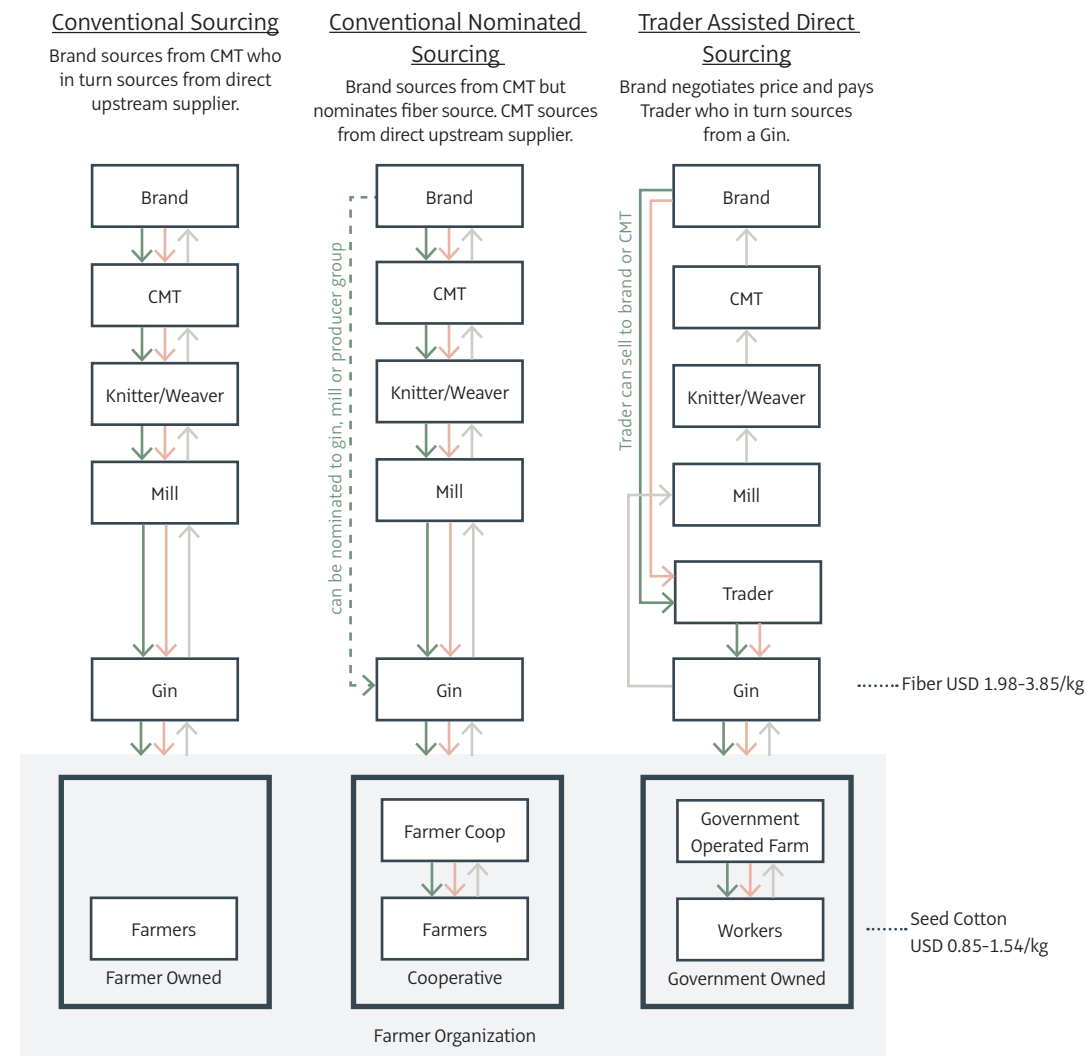 Conventional Sourcing
Brand sources from CMT who
in turn sources from direct
upstream supplier.
Brand
CMT
Knitter/Weaver
Mill
Gin
Farmers
Farmer Owned
Conventional Nominated
Sourcing
Brand sources from CMT but
nominates fiber source. CMT sources
from direct upstream supplier.
can be nominated to gin, mill or producer group
Brand
CMT
Knitter/Weaver
Mill
Gin
Farmer Coop
Farmers
Cooperative
Trader Assisted Direct
Sourcing
Brand negotiates price and pays
Trader who in turn sources
from a Gin.
Trader can sell to brand or CMT
Brand
CMT
Knitter/Weaver
Mill
Trader
Gin
Fiber USD 1.98–3.85/kg
Government
Operated Farm
Workers
Seed Cotton
USD 0.85–1.54/kg
Government Owned
Farmer Organization